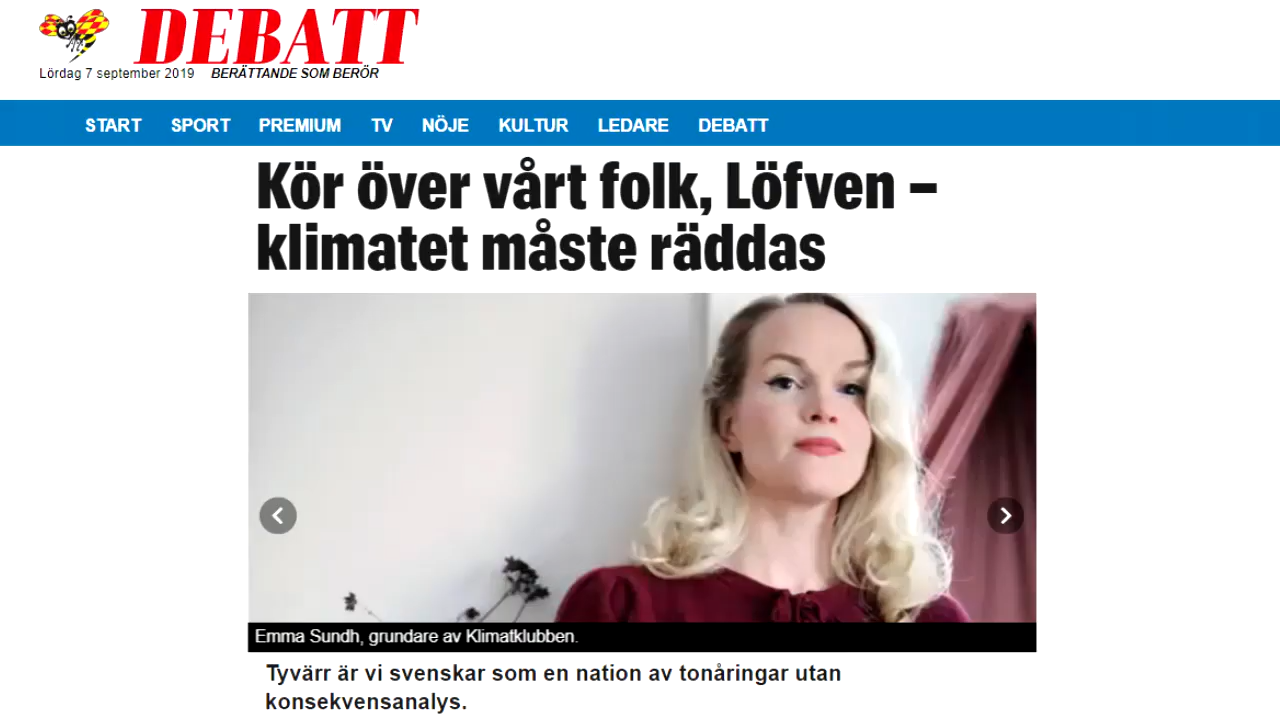 DEBATT
Lördag 7 september 2019 BERÄTTANDE SOM BERÖR
START SPORT PREMIUM TV NÖJE KULTUR LEDARE DEBATT
Kör över vårt folk, Löfven –
klimatet måste räddas
Emma Sundh, grundare av Klimatklubben.
Tyvärr är vi svenskar som en nation av tonåringar utan
konsekvensanalys.